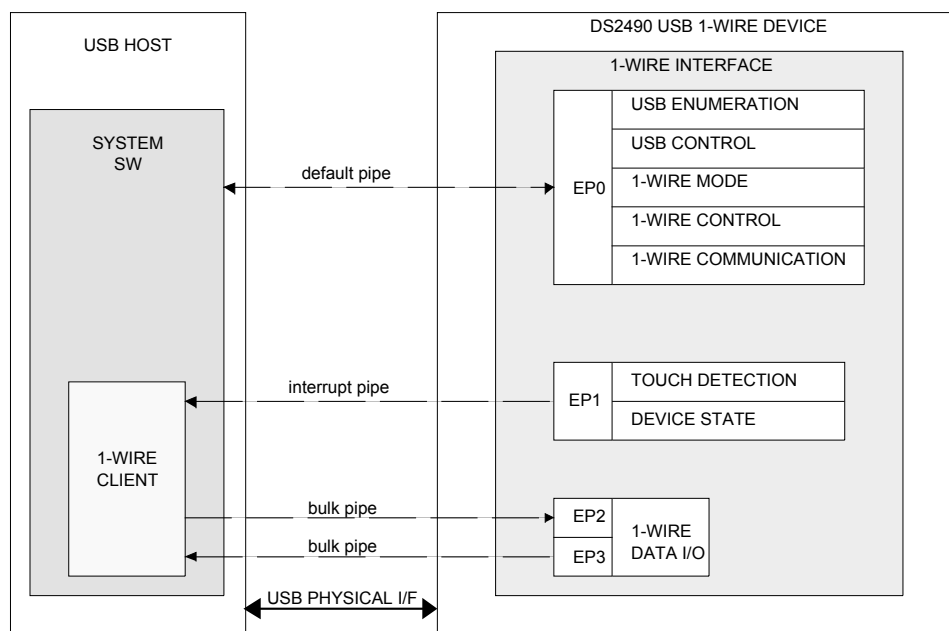 USB HOST
SYSTEM
SW
1-WIRE
CLIENT
default pipe
interrupt pipe
bulk pipe
bulk pipe
USB PHYSICAL I/F
DS2490 USB 1-WIRE DEVICE
1-WIRE INTERFACE
EP0
USB ENUMERATION
USB CONTROL
1-WIRE MODE
1-WIRE CONTROL
1-WIRE COMMUNICATION
EP1
TOUCH DETECTION
DEVICE STATE
EP2
EP3
1-WIRE
DATA I/O